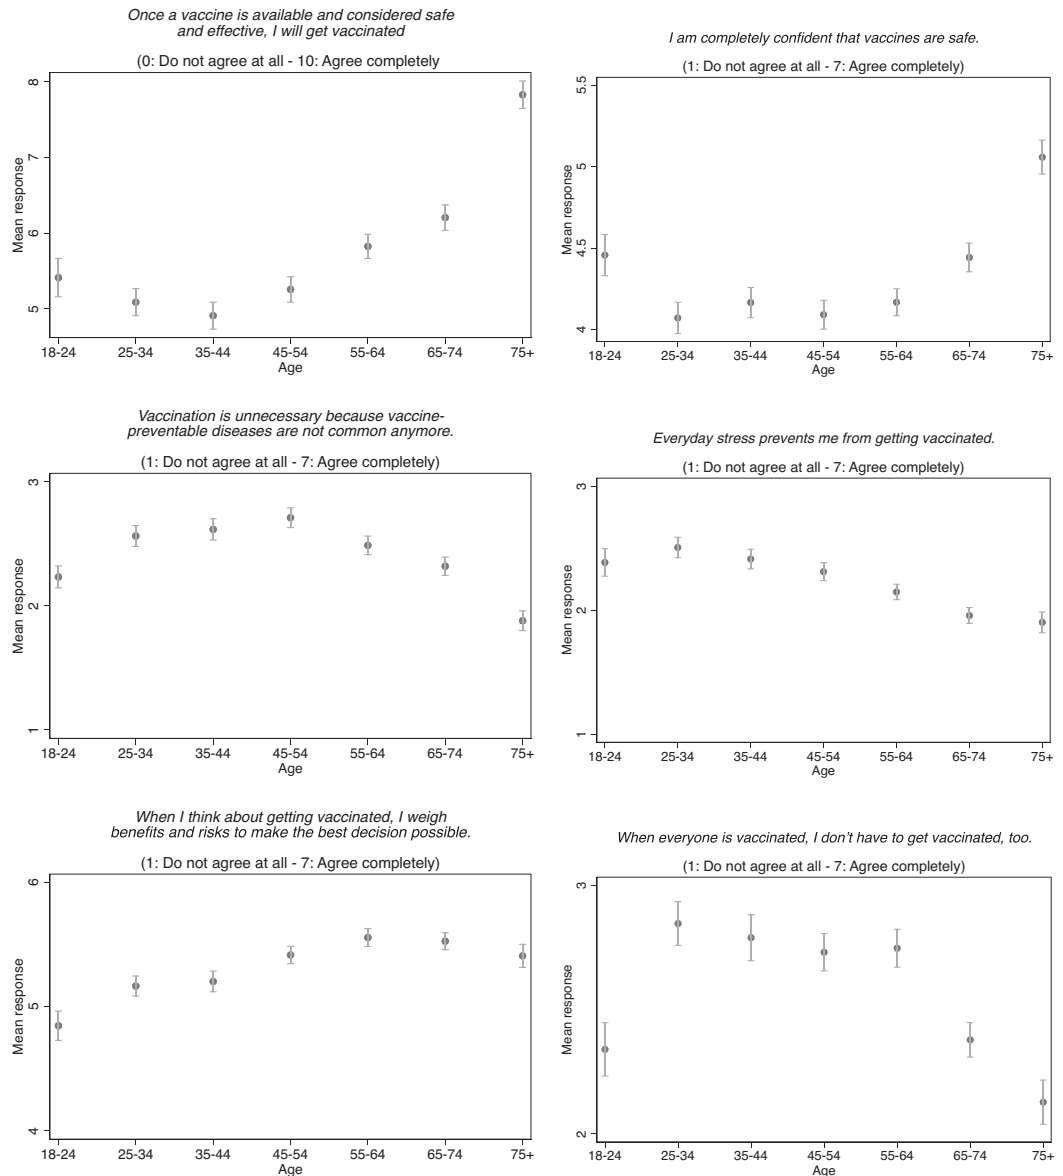 Once a vaccine is available and considered safe
and effective, I will get vaccinated
(0: Do not agree at all - 10: Agree completely
Mean response
8
7
6
5
18-24 25-34 35-44 45-54 55-64 65-74 75+
Age
I am completely confident that vaccines are safe.
(1: Do not agree at all - 7: Agree completely)
Mean response
5.5
5
4.5
4
18-24 25-34 35-44 45-54 55-64 65-74 75+
Age
Vaccination is unnecessary because vaccine-
preventable diseases are not common anymore.
(1: Do not agree at all - 7: Agree completely)
Mean response
3
2
1
18-24 25-34 35-44 45-54 55-64 65-74 75+
Age
Everyday stress prevents me from getting vaccinated.
(1: Do not agree at all - 7: Agree completely)
Mean response
3
2
1
18-24 25-34 35-44 45-54 55-64 65-74 75+
Age
When I think about getting vaccinated, I weigh
benefits and risks to make the best decision possible.
(1: Do not agree at all - 7: Agree completely)
Mean response
6
5
4
18-24 25-34 35-44 45-54 55-64 65-74 75+
Age
When everyone is vaccinated, I don't have to get vaccinated, too.
(1: Do not agree at all - 7: Agree completely)
Mean response
3
2
18-24 25-34 35-44 45-54 55-64 65-74 75+
Age